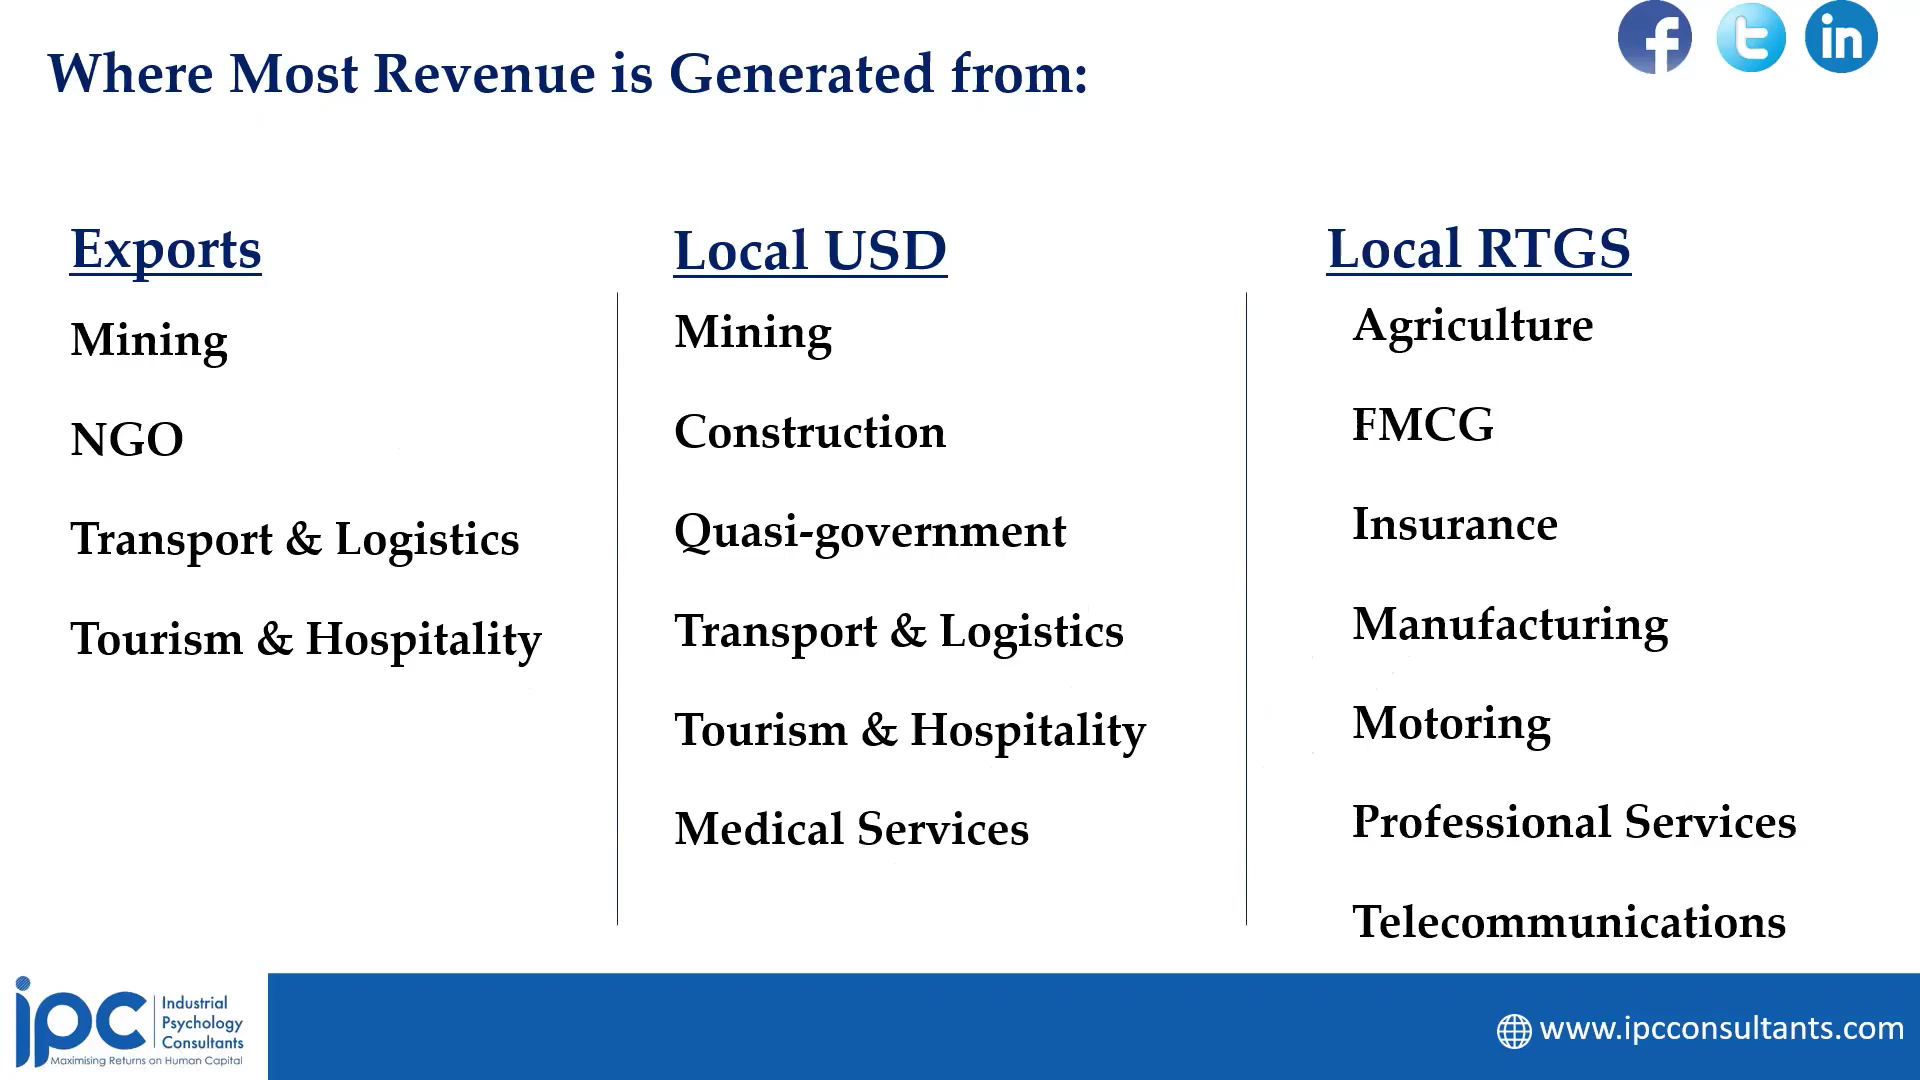 Where Most Revenue is Generated from:
Exports
Mining
NGO
Transport & Logistics
Tourism & Hospitality
Local USD
Mining
Construction
Quasi-government
Transport & Logistics
Tourism & Hospitality
Medical Services
Local RTGS
Agriculture
FMCG
Insurance
Manufacturing
Motoring
Professional Services
Telecommunications
ipc
Industrial
Psychology
Consultants
Maximising Returns on Human Capital
www.ipcconsultants.com